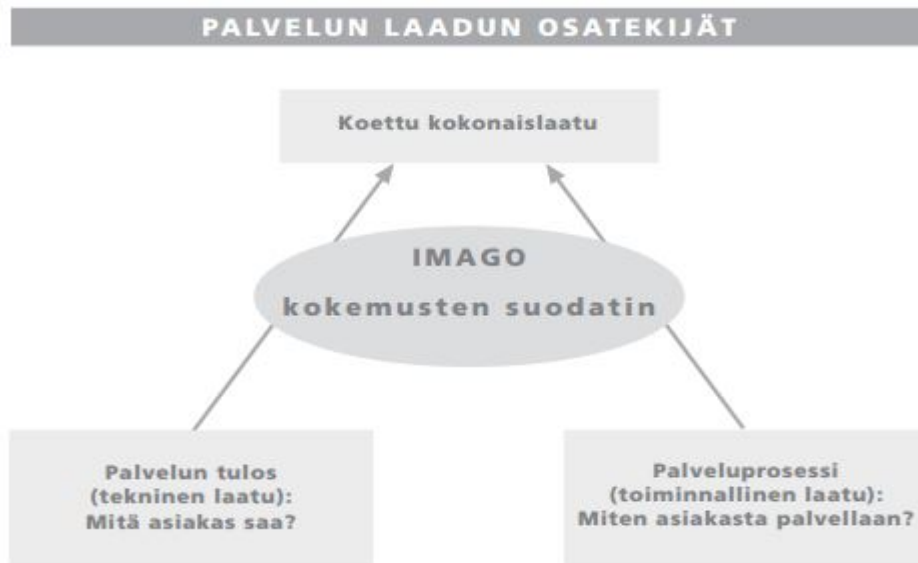 PALVELUN LAADUN OSATEKIJÄT
Koettu kokonaislaatu
IMAGO
kokemusten suodatin
Palvelun tulos
(tekninen laatu):
Mitä asiakas saa?
Palveluprosessi
(toiminnallinen laatu):
Miten asiakasta palvellaan?